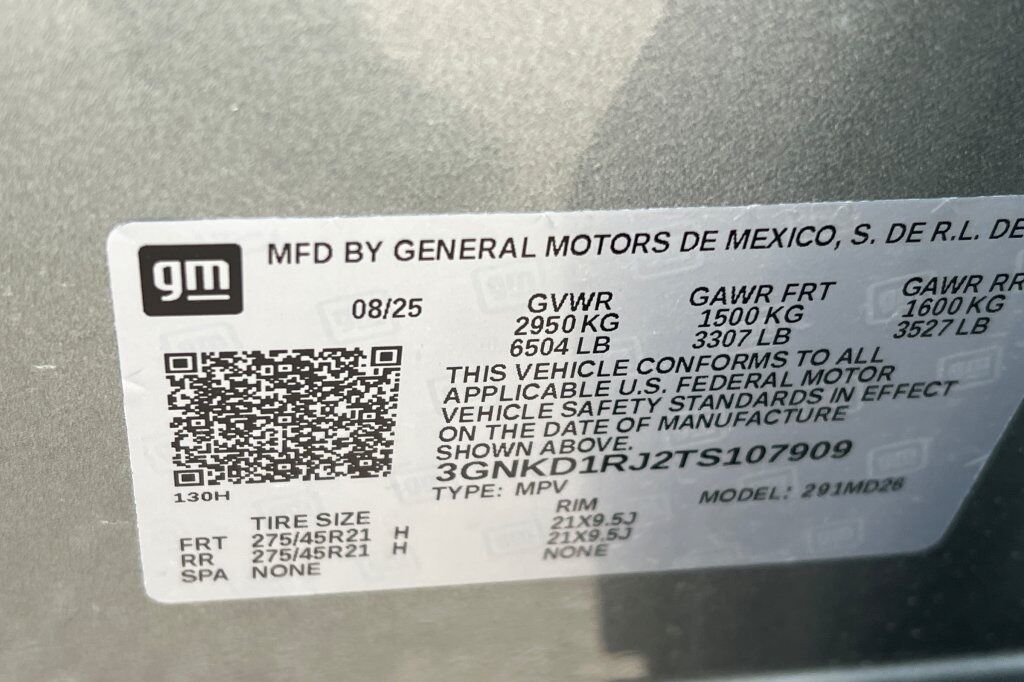 gm
MFD BY GENERAL MOTORS DE MEXICO, S. DE R.L. DE
08/25
GVWR GAWR FRT GAWR RR
2950 KG 1500 KG 1600 KG
6504 LB 3307 LB 3527 LB
THIS VEHICLE CONFORMS TO ALL
APPLICABLE U.S. FEDERAL MOTOR
VEHICLE SAFETY STANDARDS IN EFFECT
ON THE DATE OF MANUFACTURE
SHOWN ABOVE.
3GNKD1RJ2TS107909
TYPE: MPV MODEL: 291MD26
130H
TIRE SIZE RIM
FRT 275/45R21 H 21X9.5J
RR 275/45R21 H 21X9.5J
SPA NONE NONE